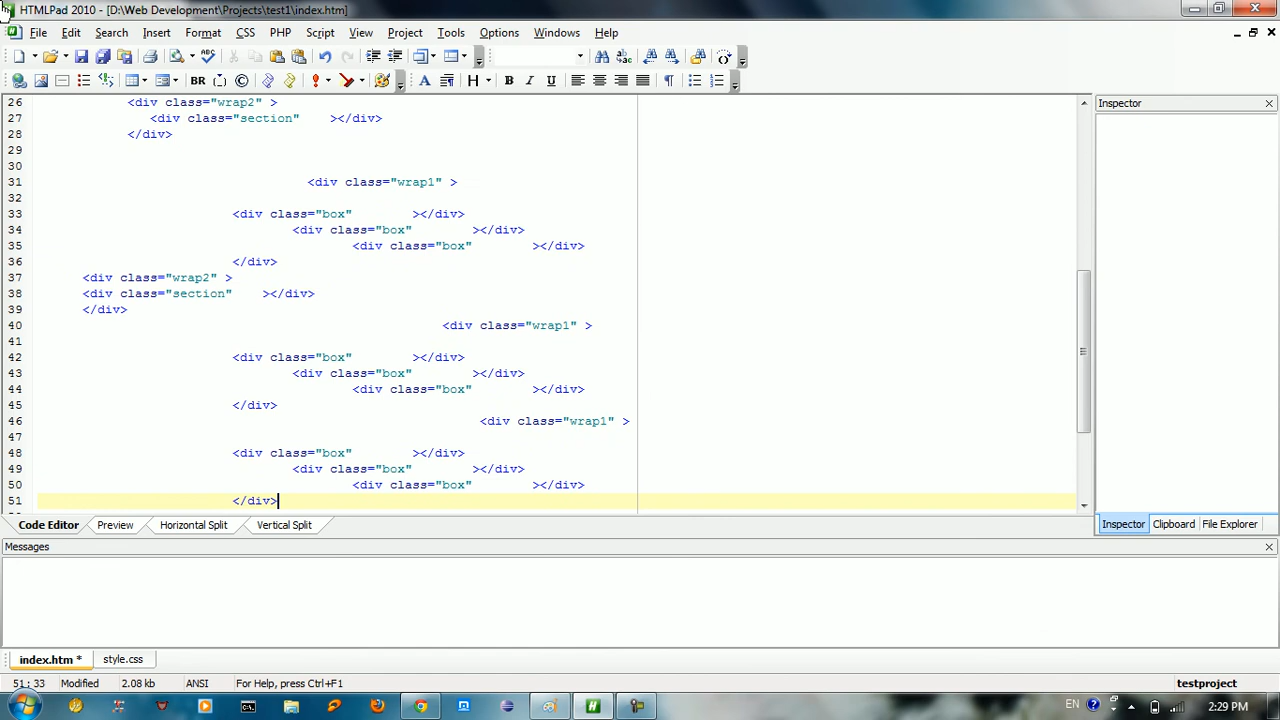 HTMLPad 2010 - [D:\Web Development\Projects\test1\index.htm]
File Edit Search Insert Format CSS PHP Script View Project Tools Options Windows Help
ABC
BR A H B I U
26 <div class="wrap2" >
27 <div class="section" ></div>
28 </div>
29
30
31 <div class="wrap1" >
32
33 <div class="box" ></div>
34 <div class="box" ></div>
35 <div class="box" ></div>
36 </div>
37 <div class="wrap2" >
38 <div class="section" ></div>
39 </div>
40 <div class="wrap1" >
41
42 <div class="box" ></div>
43 <div class="box" ></div>
44 <div class="box" ></div>
45 </div>
46 <div class="wrap1" >
47
48 <div class="box" ></div>
49 <div class="box" ></div>
50 <div class="box" ></div>
51 </div>
Inspector
Code Editor Preview Horizontal Split Vertical Split
Inspector Clipboard File Explorer
Messages
index.htm * style.css
51 : 33 Modified 2.08 kb ANSI For Help, press Ctrl+F1 testproject
EN 2:29 PM